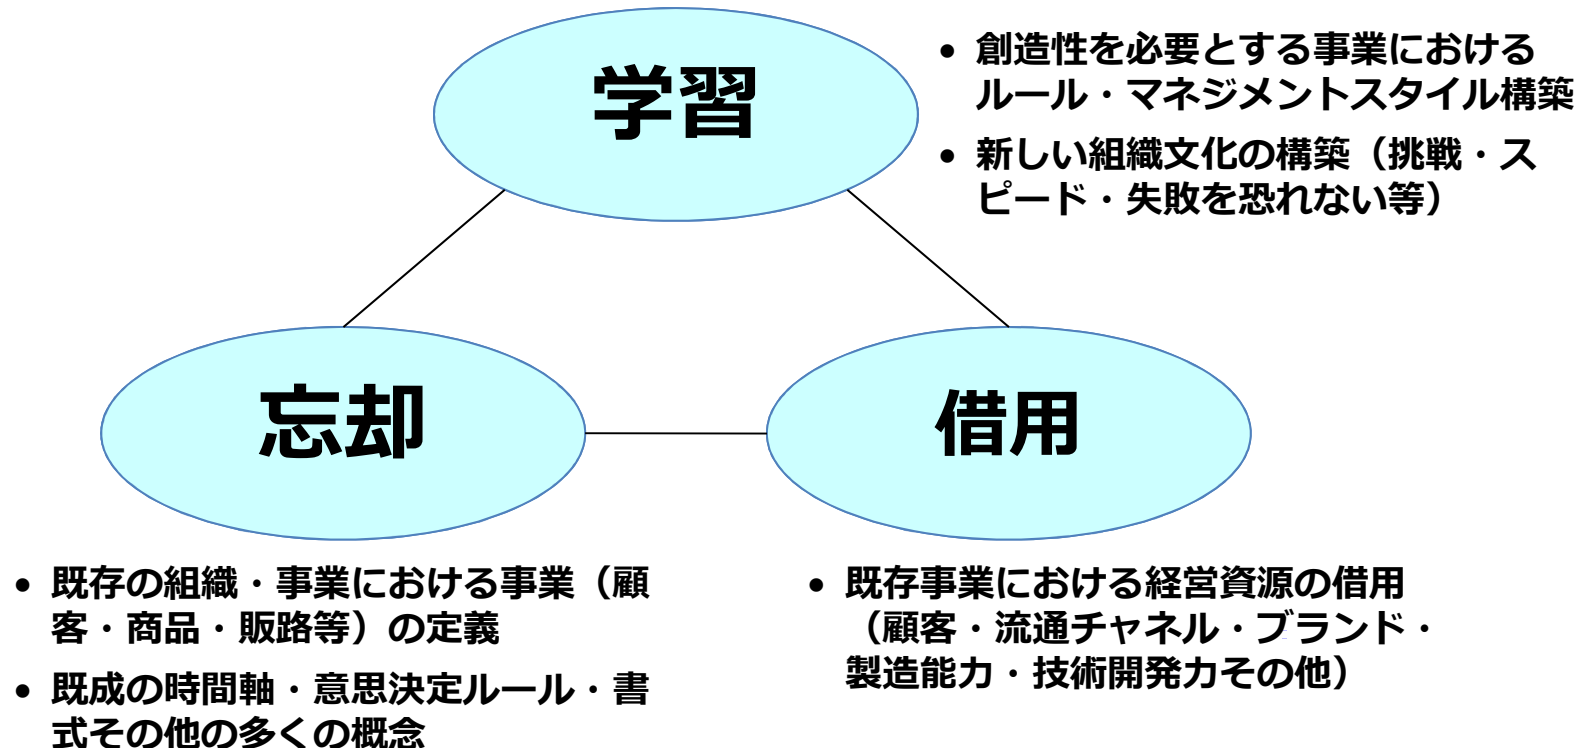 学習
• 創造性を必要とする事業における
ルール・マネジメントスタイル構築
• 新しい組織文化の構築（挑戦・ス
ピード・失敗を恐れない等）
忘却
借用
• 既存の組織・事業における事業（顧
客・商品・販路等）の定義
• 既成の時間軸・意思決定ルール・書
式その他の多くの概念
• 既存事業における経営資源の借用
（顧客・流通チャネル・ブランド・
製造能力・技術開発力その他）